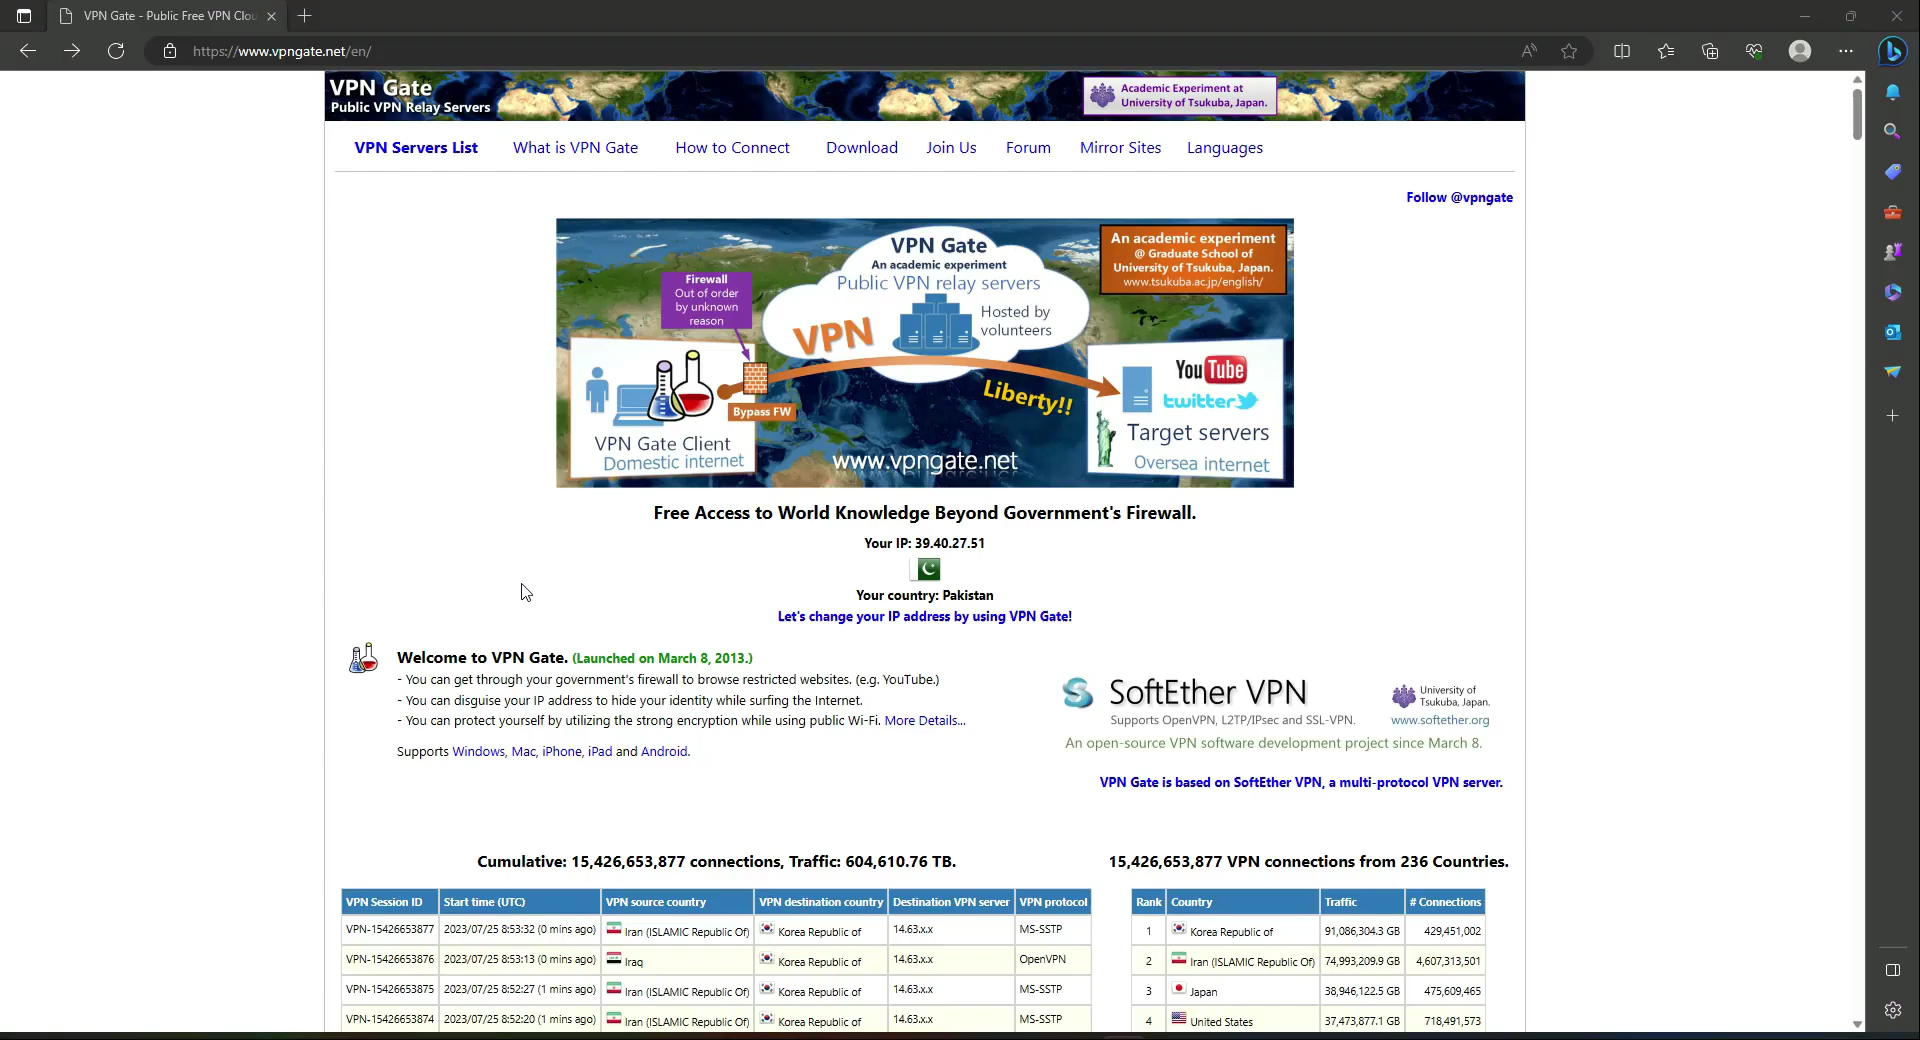 VPN Gate - Public Free VPN Clou
https://www.vpngate.net/en/
VPN Gate
Public VPN Relay Servers
Academic Experiment at
University of Tsukuba, Japan.
VPN Servers List What is VPN Gate How to Connect Download Join Us Forum Mirror Sites Languages
Follow @vpngate
VPN Gate
An academic experiment
Public VPN relay servers
Hosted by
volunteers
An academic experiment
@ Graduate School of
University of Tsukuba, Japan.
www.tsukuba.ac.jp/english/
Firewall
Out of order
by unknown
reason
VPN
Bypass FW
Liberty!!
VPN Gate Client
Domestic internet
www.vpngate.net
YouTube
twitter
Target servers
Oversea internet
Free Access to World Knowledge Beyond Government's Firewall.
Your IP: 39.40.27.51
Your country: Pakistan
Let's change your IP address by using VPN Gate!
Welcome to VPN Gate. (Launched on March 8, 2013.)
- You can get through your government's firewall to browse restricted websites. (e.g. YouTube.)
- You can disguise your IP address to hide your identity while surfing the Internet.
- You can protect yourself by utilizing the strong encryption while using public Wi-Fi. More Details...
Supports Windows, Mac, iPhone, iPad and Android.
SoftEther VPN
Supports OpenVPN, L2TP/IPsec and SSL-VPN.
University of
Tsukuba, Japan.
www.softether.org
An open-source VPN software development project since March 8.
VPN Gate is based on SoftEther VPN, a multi-protocol VPN server.
Cumulative: 15,426,653,877 connections, Traffic: 604,610.76 TB.
VPN Session ID Start time (UTC) VPN source country VPN destination country Destination VPN server VPN protocol
VPN-15426653877 2023/07/25 8:53:32 (0 mins ago) Iran (ISLAMIC Republic Of) Korea Republic of 14.63.x.x MS-SSTP
VPN-15426653876 2023/07/25 8:53:13 (0 mins ago) Iraq Korea Republic of 14.63.x.x OpenVPN
VPN-15426653875 2023/07/25 8:52:27 (1 mins ago) Iran (ISLAMIC Republic Of) Korea Republic of 14.63.x.x MS-SSTP
VPN-15426653874 2023/07/25 8:52:20 (1 mins ago) Iran (ISLAMIC Republic Of) Korea Republic of 14.63.x.x MS-SSTP
15,426,653,877 VPN connections from 236 Countries.
Rank Country Traffic # Connections
1 Korea Republic of 91,086,304.3 GB 429,451,002
2 Iran (ISLAMIC Republic Of) 74,993,209.9 GB 4,607,313,501
3 Japan 38,946,122.5 GB 475,609,465
4 United States 37,473,877.1 GB 718,491,573